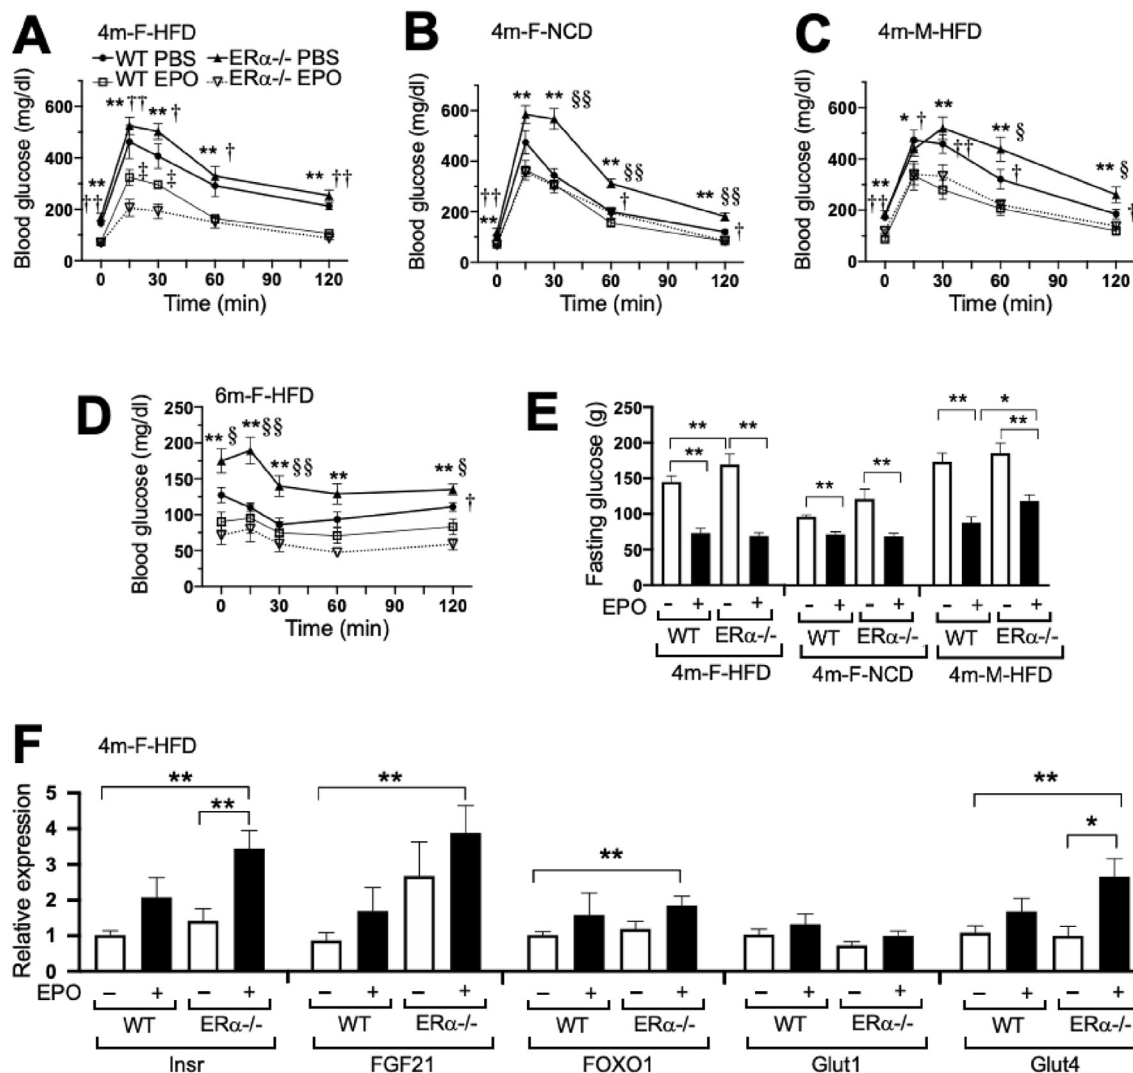 A 4m-F-HFD
WT PBS ERα-/- PBS
WT EPO ERα-/- EPO
Blood glucose (mg/dl)
600
400
200
0
** †† ** †
** †
** ††
**
††
‡ ‡
0 30 60 90 120
Time (min)
B 4m-F-NCD
Blood glucose (mg/dl)
600
400
200
0
** ** §§
** §§
†
** §§
†
††
**
0 30 60 90 120
Time (min)
C 4m-M-HFD
Blood glucose (mg/dl)
600
400
200
0
* † **
††
** §
†
** §
†
**
††
0 30 60 90 120
Time (min)
D 6m-F-HFD
Blood glucose (mg/dl)
250
200
150
100
50
0
** § ** §§
** §§ **
** §
†
0 30 60 90 120
Time (min)
E
Fasting glucose (g)
250
200
150
100
50
0
** ** **
** **
** * **
EPO - + - + - + - + - + - +
WT ERα-/- WT ERα-/- WT ERα-/-
4m-F-HFD 4m-F-NCD 4m-M-HFD
F 4m-F-HFD
Relative expression
5
4
3
2
1
0
** ** ** ** ** *
EPO − + − + − + − + − + − + − + − + − + − +
WT ERα-/- WT ERα-/- WT ERα-/- WT ERα-/- WT ERα-/-
Insr FGF21 FOXO1 Glut1 Glut4